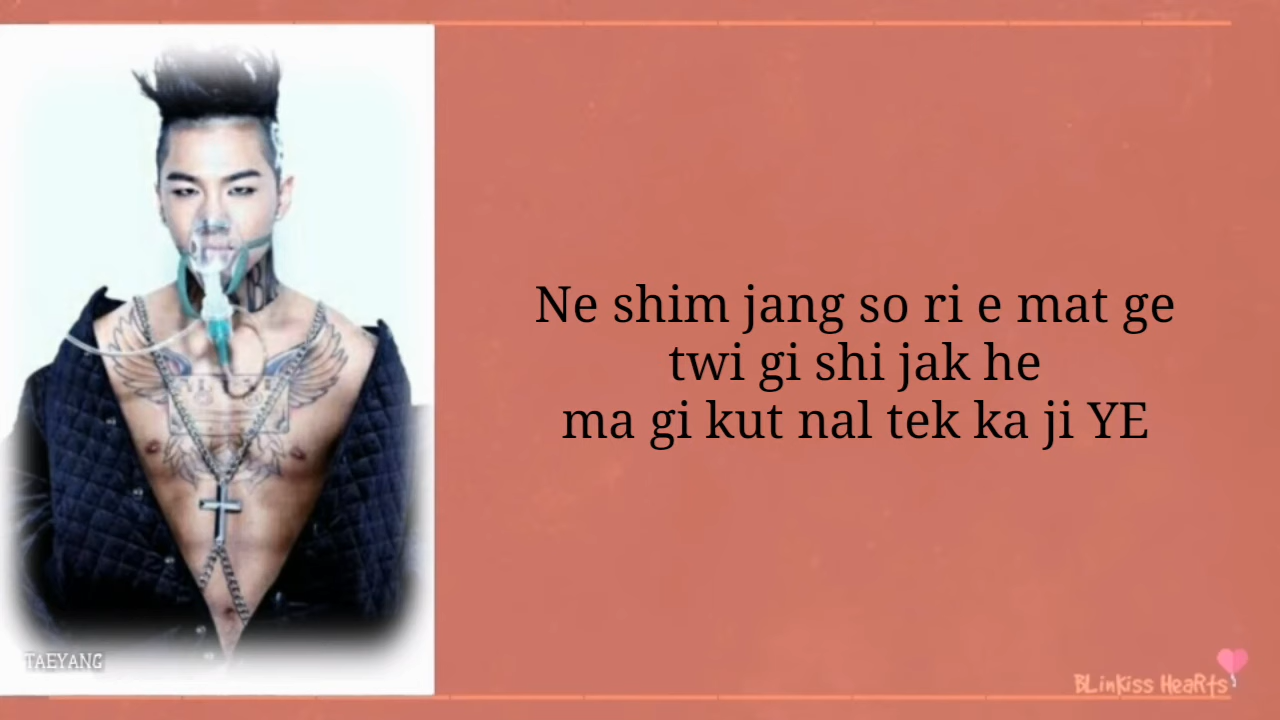 Ne shim jang so ri e mat ge
twi gi shi jak he
ma gi kut nal tek ka ji YE
TAEYANG
BLinkiss HeaRts